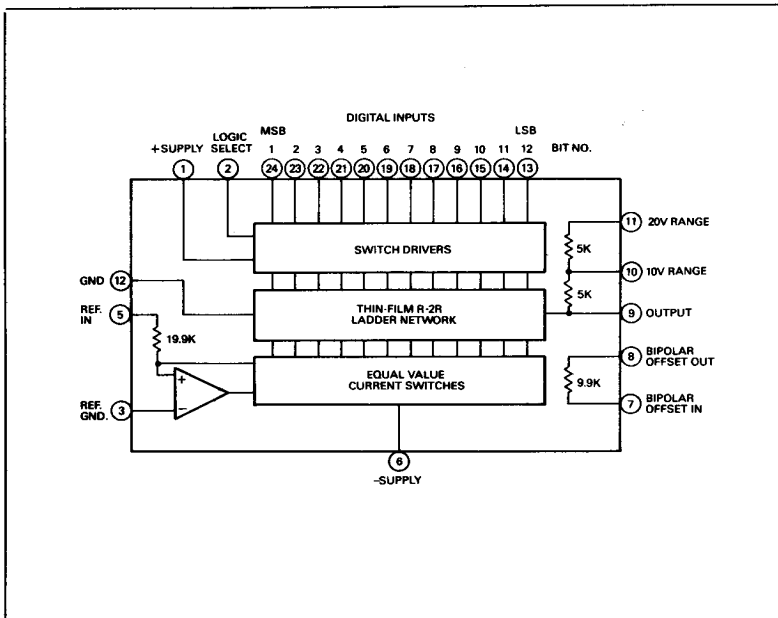 DIGITAL INPUTS
LOGIC SELECT
MSB
LSB
+SUPPLY
1 2 3 4 5 6 7 8 9 10 11 12 BIT NO.
1 2 24 23 22 21 20 19 18 17 16 15 14 13
SWITCH DRIVERS
11 20V RANGE
5K
10 10V RANGE
GND 12
5K
THIN-FILM R-2R
LADDER NETWORK
9 OUTPUT
REF.
IN 5
19.9K
8 BIPOLAR
OFFSET OUT
EQUAL VALUE
CURRENT SWITCHES
9.9K
+
−
REF.
GND. 3
7 BIPOLAR
OFFSET IN
6
–SUPPLY